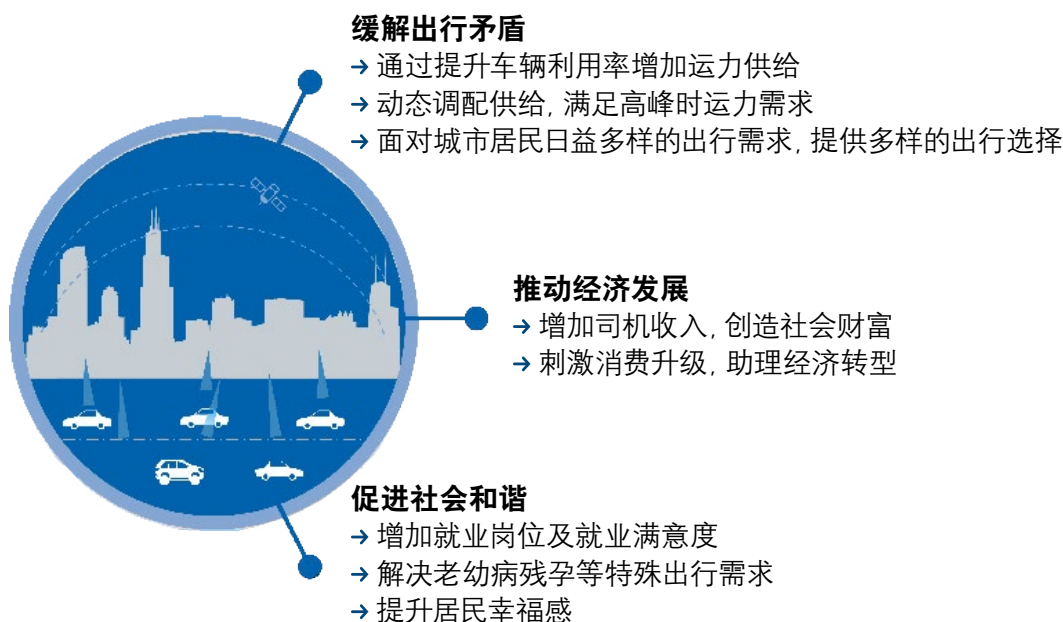 缓解出行矛盾
→ 通过提升车辆利用率增加运力供给
→ 动态调配供给, 满足高峰时运力需求
→ 面对城市居民日益多样的出行需求, 提供多样的出行选择
推动经济发展
→ 增加司机收入, 创造社会财富
→ 刺激消费升级, 助理经济转型
促进社会和谐
→ 增加就业岗位及就业满意度
→ 解决老幼病残孕等特殊出行需求
→ 提升居民幸福感